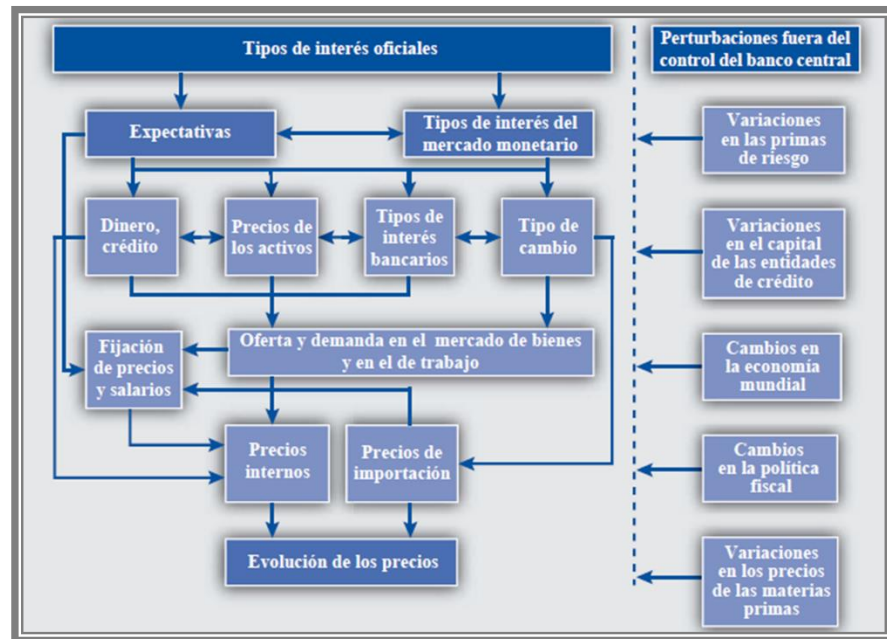 Tipos de interés oficiales
Perturbaciones fuera del
control del banco central
Expectativas
Tipos de interés del
mercado monetario
Variaciones
en las primas
de riesgo
Dinero,
crédito
Precios de
los activos
Tipos de
interés
bancarios
Tipo de
cambio
Variaciones
en el capital
de las entidades
de crédito
Fijación
de precios
y salarios
Oferta y demanda en el mercado de bienes
y en el de trabajo
Cambios en
la economía
mundial
Precios
internos
Precios de
importación
Cambios
en la política
fiscal
Evolución de los precios
Variaciones
en los precios
de las materias
primas